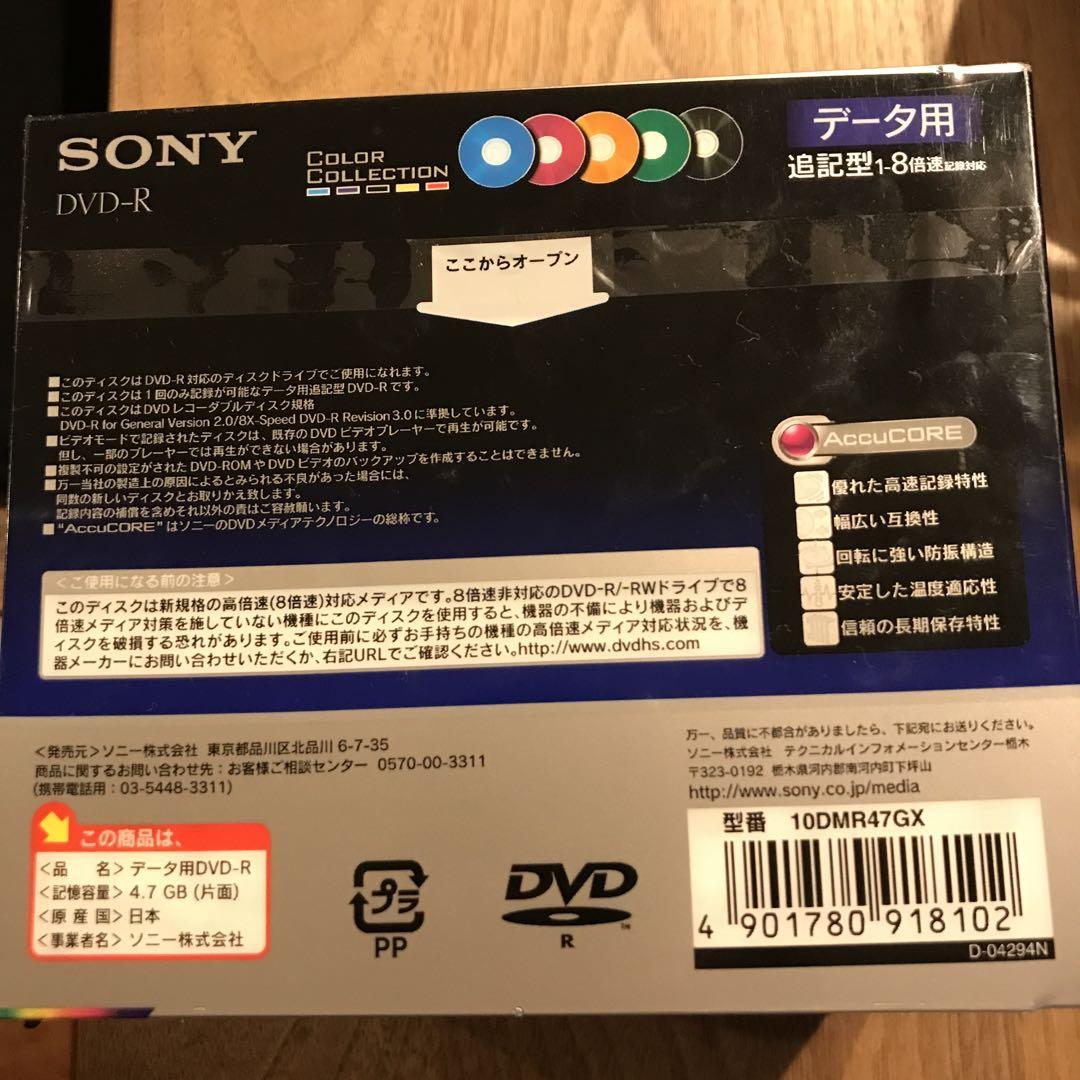 SONY
DVD-R
COLOR
COLLECTION
データ用
追記型1-8倍速記録対応
ここからオープン
■このディスクはDVD-R対応のディスクドライブでご使用になれます。
■このディスクは1回のみ記録が可能なデータ用追記型DVD-Rです。
■このディスクはDVDレコーダブルディスク規格
DVD-R for General Version 2.0/8X-Speed DVD-R Revision 3.0に準拠しています。
■ビデオモードで記録されたディスクは、既存のDVDビデオプレーヤーで再生が可能です。
但し、一部のプレーヤーでは再生ができない場合があります。
■複製不可の設定がされたDVD-ROMやDVDビデオのバックアップを作成することはできません。
■万一当社の製造上の原因によるとみられる不良があった場合には、
同数の新しいディスクとお取りかえ致します。
記録内容の補償を含めそれ以外の責はご容赦願います。
■"AccuCORE"はソニーのDVDメディアテクノロジーの総称です。
AccuCORE
優れた高速記録特性
幅広い互換性
回転に強い防振構造
安定した温度適応性
信頼の長期保存特性
<ご使用になる前の注意>
このディスクは新規格の高倍速(8倍速)対応メディアです。8倍速非対応のDVD-R/-RWドライブで8
倍速メディア対策を施していない機種にこのディスクを使用すると、機器の不備により機器およびデ
ィスクを破損する恐れがあります。ご使用前に必ずお手持ちの機種の高倍速メディア対応状況を、機
器メーカーにお問い合わせいただくか、右記URLでご確認ください。http://www.dvdhs.com
<発売元>ソニー株式会社 東京都品川区北品川 6-7-35
商品に関するお問い合わせ先:お客様ご相談センター 0570-00-3311
(携帯電話用:03-5448-3311)
万一、品質に不都合がありましたら、下記宛にお送りください。
ソニー株式会社 テクニカルインフォメーションセンター栃木
〒323-0192 栃木県河内郡南河内町下坪山
http://www.sony.co.jp/media
この商品は、
<品 名>データ用DVD-R
<記憶容量>4.7 GB (片面)
<原産国>日本
<事業者名>ソニー株式会社
プラ
PP
DVD
TM
R
型番 10DMR47GX
4 901780 918102
D-04294N